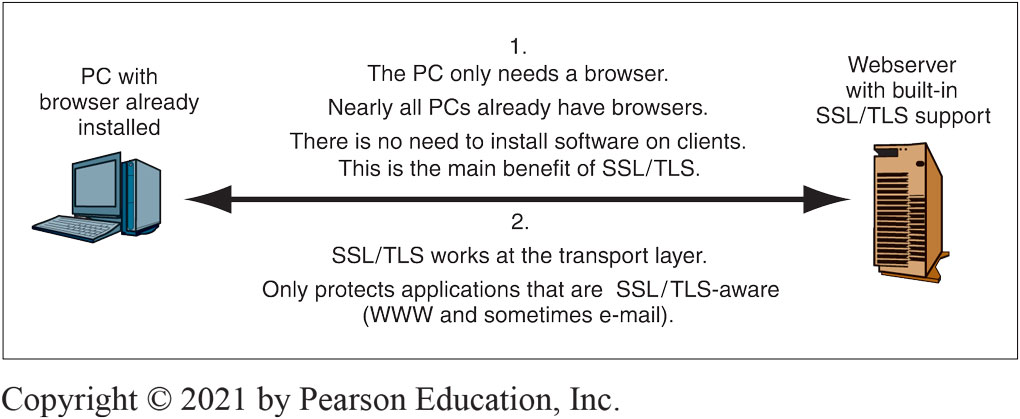 1.
PC with
browser already
installed
The PC only needs a browser.
Nearly all PCs already have browsers.
There is no need to install software on clients.
This is the main benefit of SSL/TLS.
Webserver
with built-in
SSL/TLS support
2.
SSL/TLS works at the transport layer.
Only protects applications that are SSL/TLS-aware
(WWW and sometimes e-mail).
Copyright © 2021 by Pearson Education, Inc.